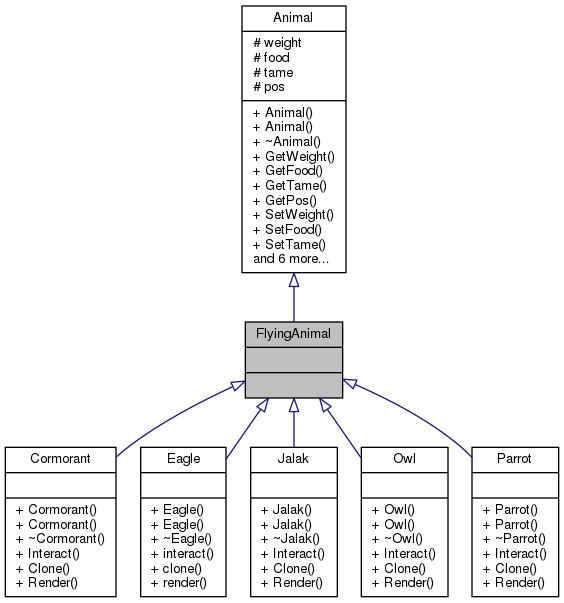 Animal
# weight
# food
# tame
# pos
+ Animal()
+ Animal()
+ ~Animal()
+ GetWeight()
+ GetFood()
+ GetTame()
+ GetPos()
+ SetWeight()
+ SetFood()
+ SetTame()
and 6 more...
FlyingAnimal
Cormorant
+ Cormorant()
+ Cormorant()
+ ~Cormorant()
+ Interact()
+ Clone()
+ Render()
Eagle
+ Eagle()
+ Eagle()
+ ~Eagle()
+ interact()
+ clone()
+ render()
Jalak
+ Jalak()
+ Jalak()
+ ~Jalak()
+ Interact()
+ Clone()
+ Render()
Owl
+ Owl()
+ Owl()
+ ~Owl()
+ Interact()
+ Clone()
+ Render()
Parrot
+ Parrot()
+ Parrot()
+ ~Parrot()
+ Interact()
+ Clone()
+ Render()